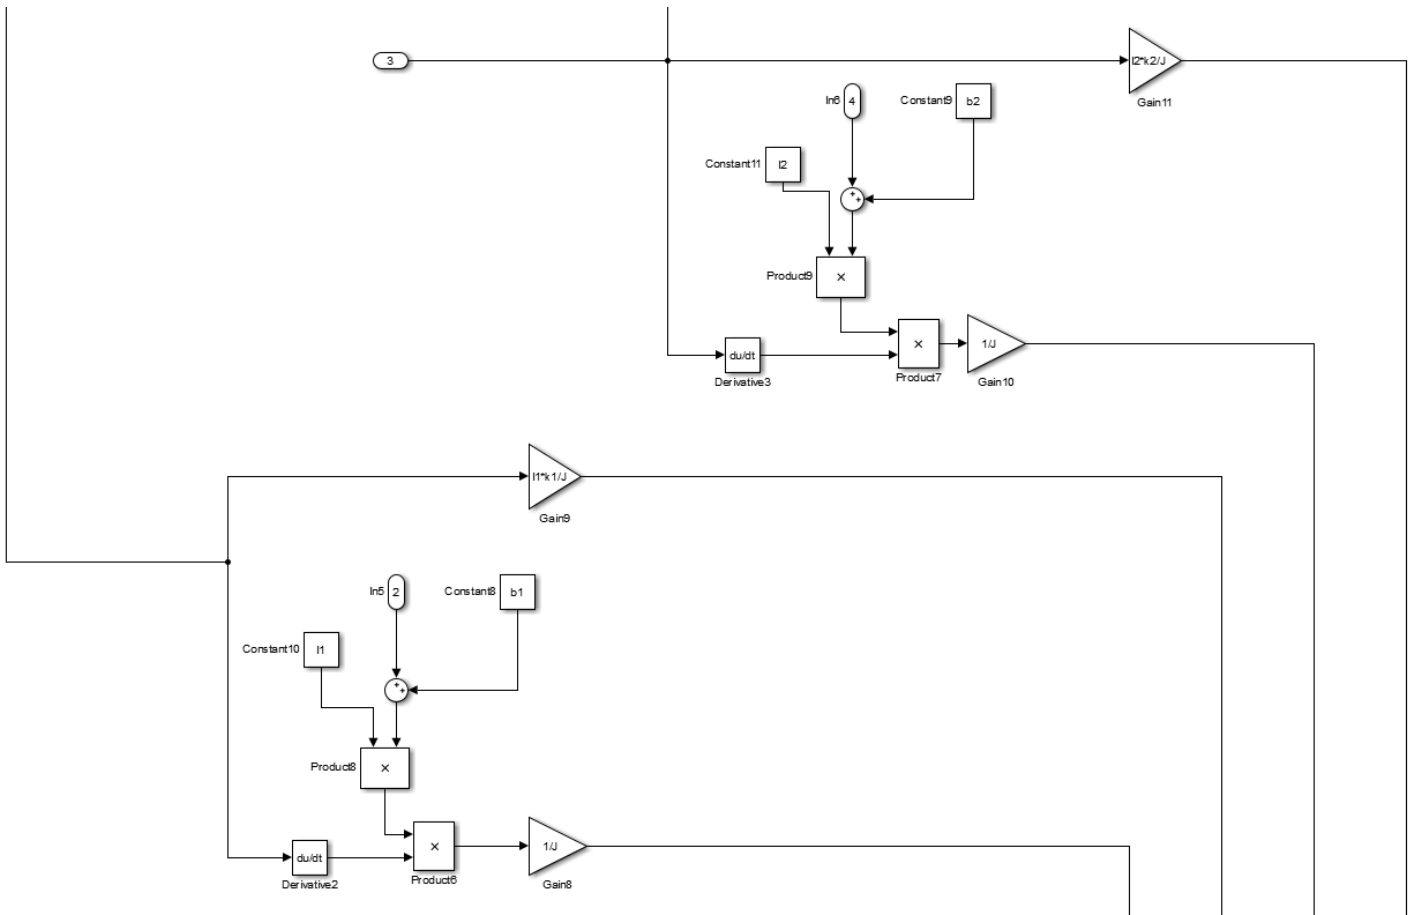 3
l2*k2/J
Gain11
In6
4
Constant9
b2
Constant11
l2
+
+
Product9
×
du/dt
Derivative3
×
Product7
1/J
Gain10
l1*k1/J
Gain9
In5
2
Constant8
b1
Constant10
l1
+
+
Product8
×
du/dt
Derivative2
×
Product6
1/J
Gain8